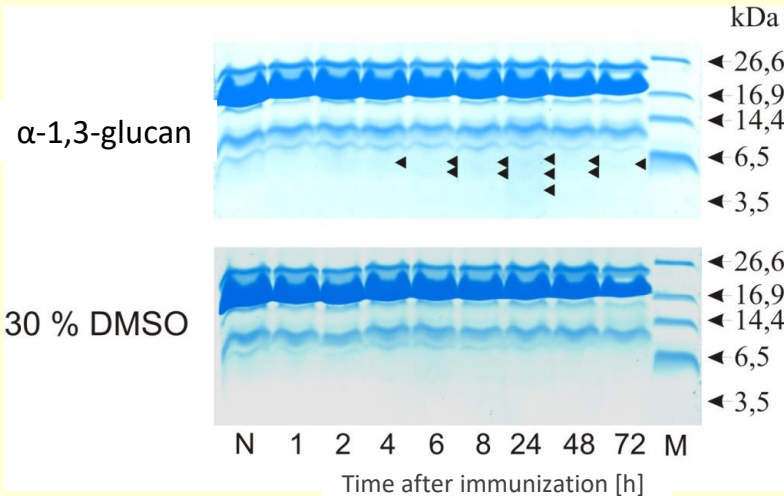 kDa
26,6
16,9
α-1,3-glucan
14,4
6,5
3,5
26,6
16,9
30 % DMSO
14,4
6,5
3,5
N 1 2 4 6 8 24 48 72 M
Time after immunization [h]